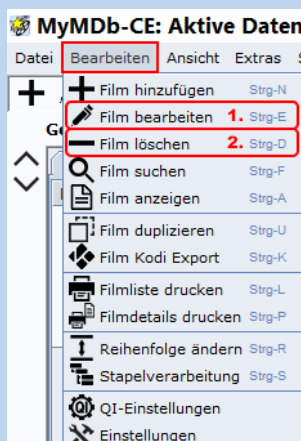 MyMDb-CE: Aktive Daten
Datei Bearbeiten Ansicht Extras
Film hinzufügen Strg-N
Film bearbeiten 1. Strg-E
Film löschen 2. Strg-D
Film suchen Strg-F
Film anzeigen Strg-A
Film duplizieren Strg-U
Film Kodi Export Strg-K
Filmliste drucken Strg-L
Filmdetails drucken Strg-P
Reihenfolge ändern Strg-R
Stapelverarbeitung Strg-S
QI-Einstellungen
Einstellungen